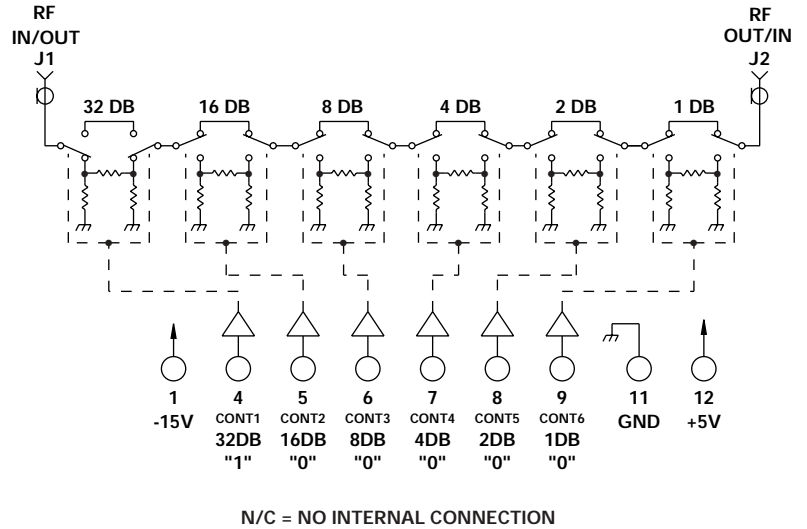 RF
IN/OUT
J1
RF
OUT/IN
J2
32 DB 16 DB 8 DB 4 DB 2 DB 1 DB
1 4 5 6 7 8 9 11 12
-15V CONT1 CONT2 CONT3 CONT4 CONT5 CONT6 GND +5V
32DB 16DB 8DB 4DB 2DB 1DB
"1" "0" "0" "0" "0" "0"
N/C = NO INTERNAL CONNECTION